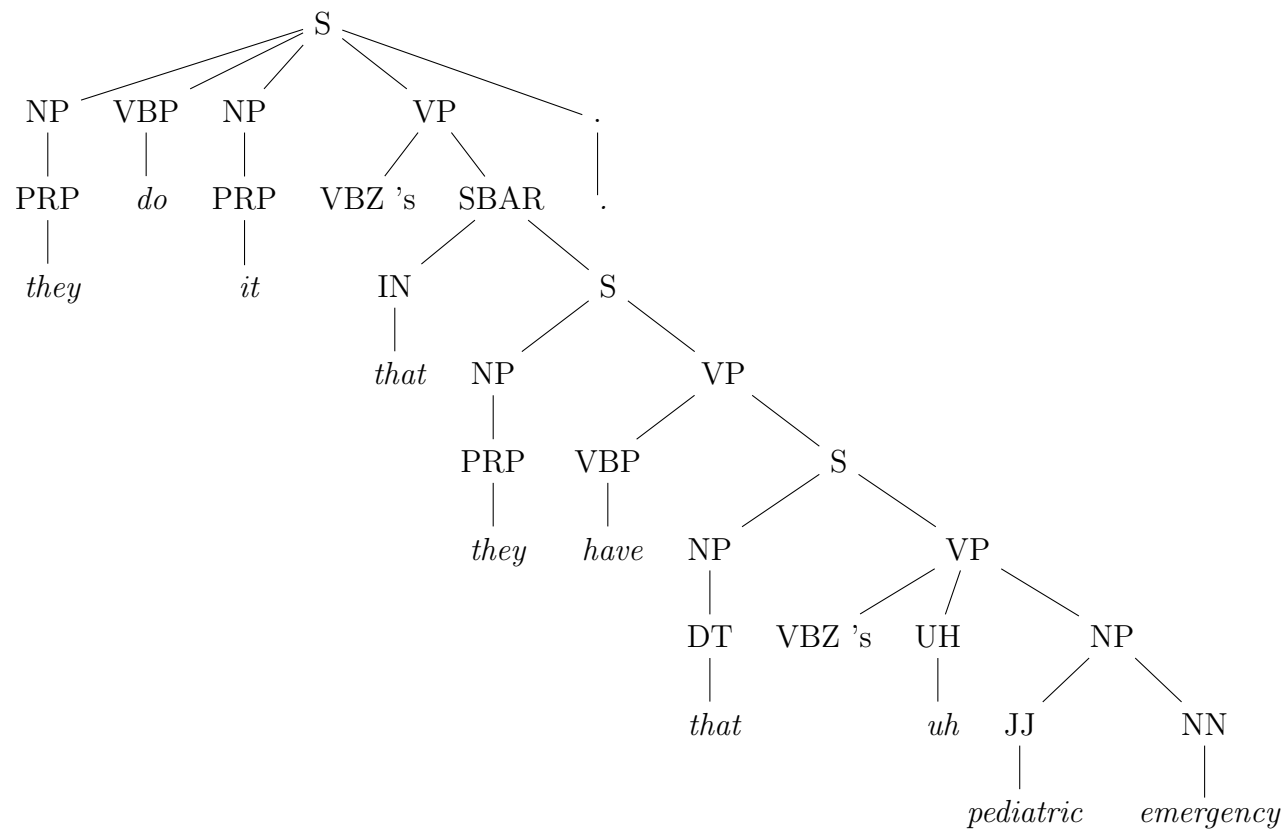 S
NP VBP NP VP .
PRP do PRP VBZ 's SBAR .
they it IN S
that NP VP
PRP VBP S
they have NP VP
DT VBZ 's UH NP
that uh JJ NN
pediatric emergency